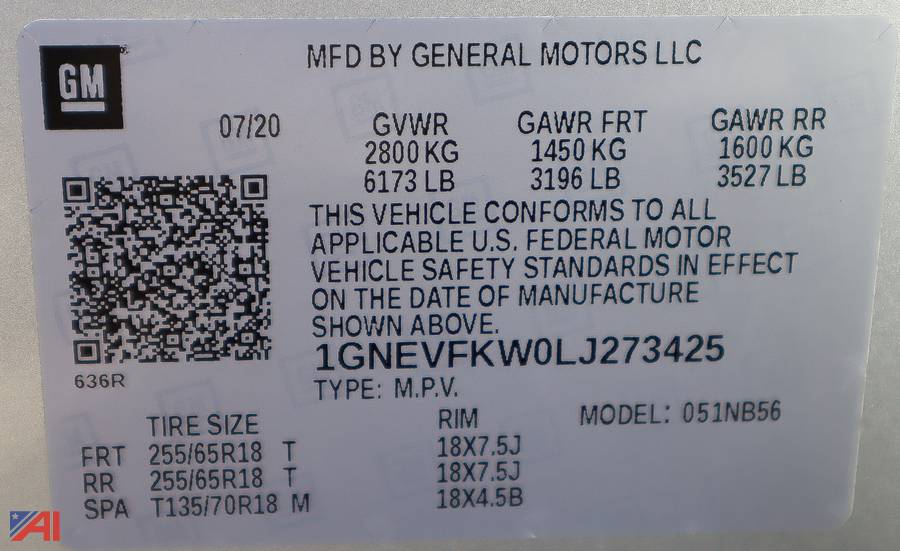 GM
MFD BY GENERAL MOTORS LLC
07/20 GVWR GAWR FRT GAWR RR
2800 KG 1450 KG 1600 KG
6173 LB 3196 LB 3527 LB
THIS VEHICLE CONFORMS TO ALL
APPLICABLE U.S. FEDERAL MOTOR
VEHICLE SAFETY STANDARDS IN EFFECT
ON THE DATE OF MANUFACTURE
SHOWN ABOVE.
1GNEVFKW0LJ273425
636R
TYPE: M.P.V.
TIRE SIZE RIM MODEL: 051NB56
FRT 255/65R18 T 18X7.5J
RR 255/65R18 T 18X7.5J
SPA T135/70R18 M 18X4.5B
AI